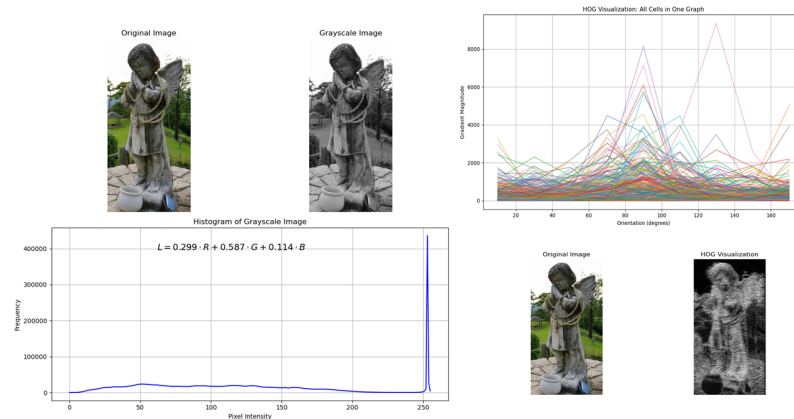 Original Image
Grayscale Image
Histogram of Grayscale Image
L = 0.299 · R + 0.587 · G + 0.114 · B
Frequency
400000
300000
200000
100000
0
0 50 100 150 200 250
Pixel Intensity
HOG Visualization: All Cells in One Graph
Gradient Magnitude
8000
6000
4000
2000
0
20 40 60 80 100 120 140 160
Orientation (degrees)
Original Image
HOG Visualization